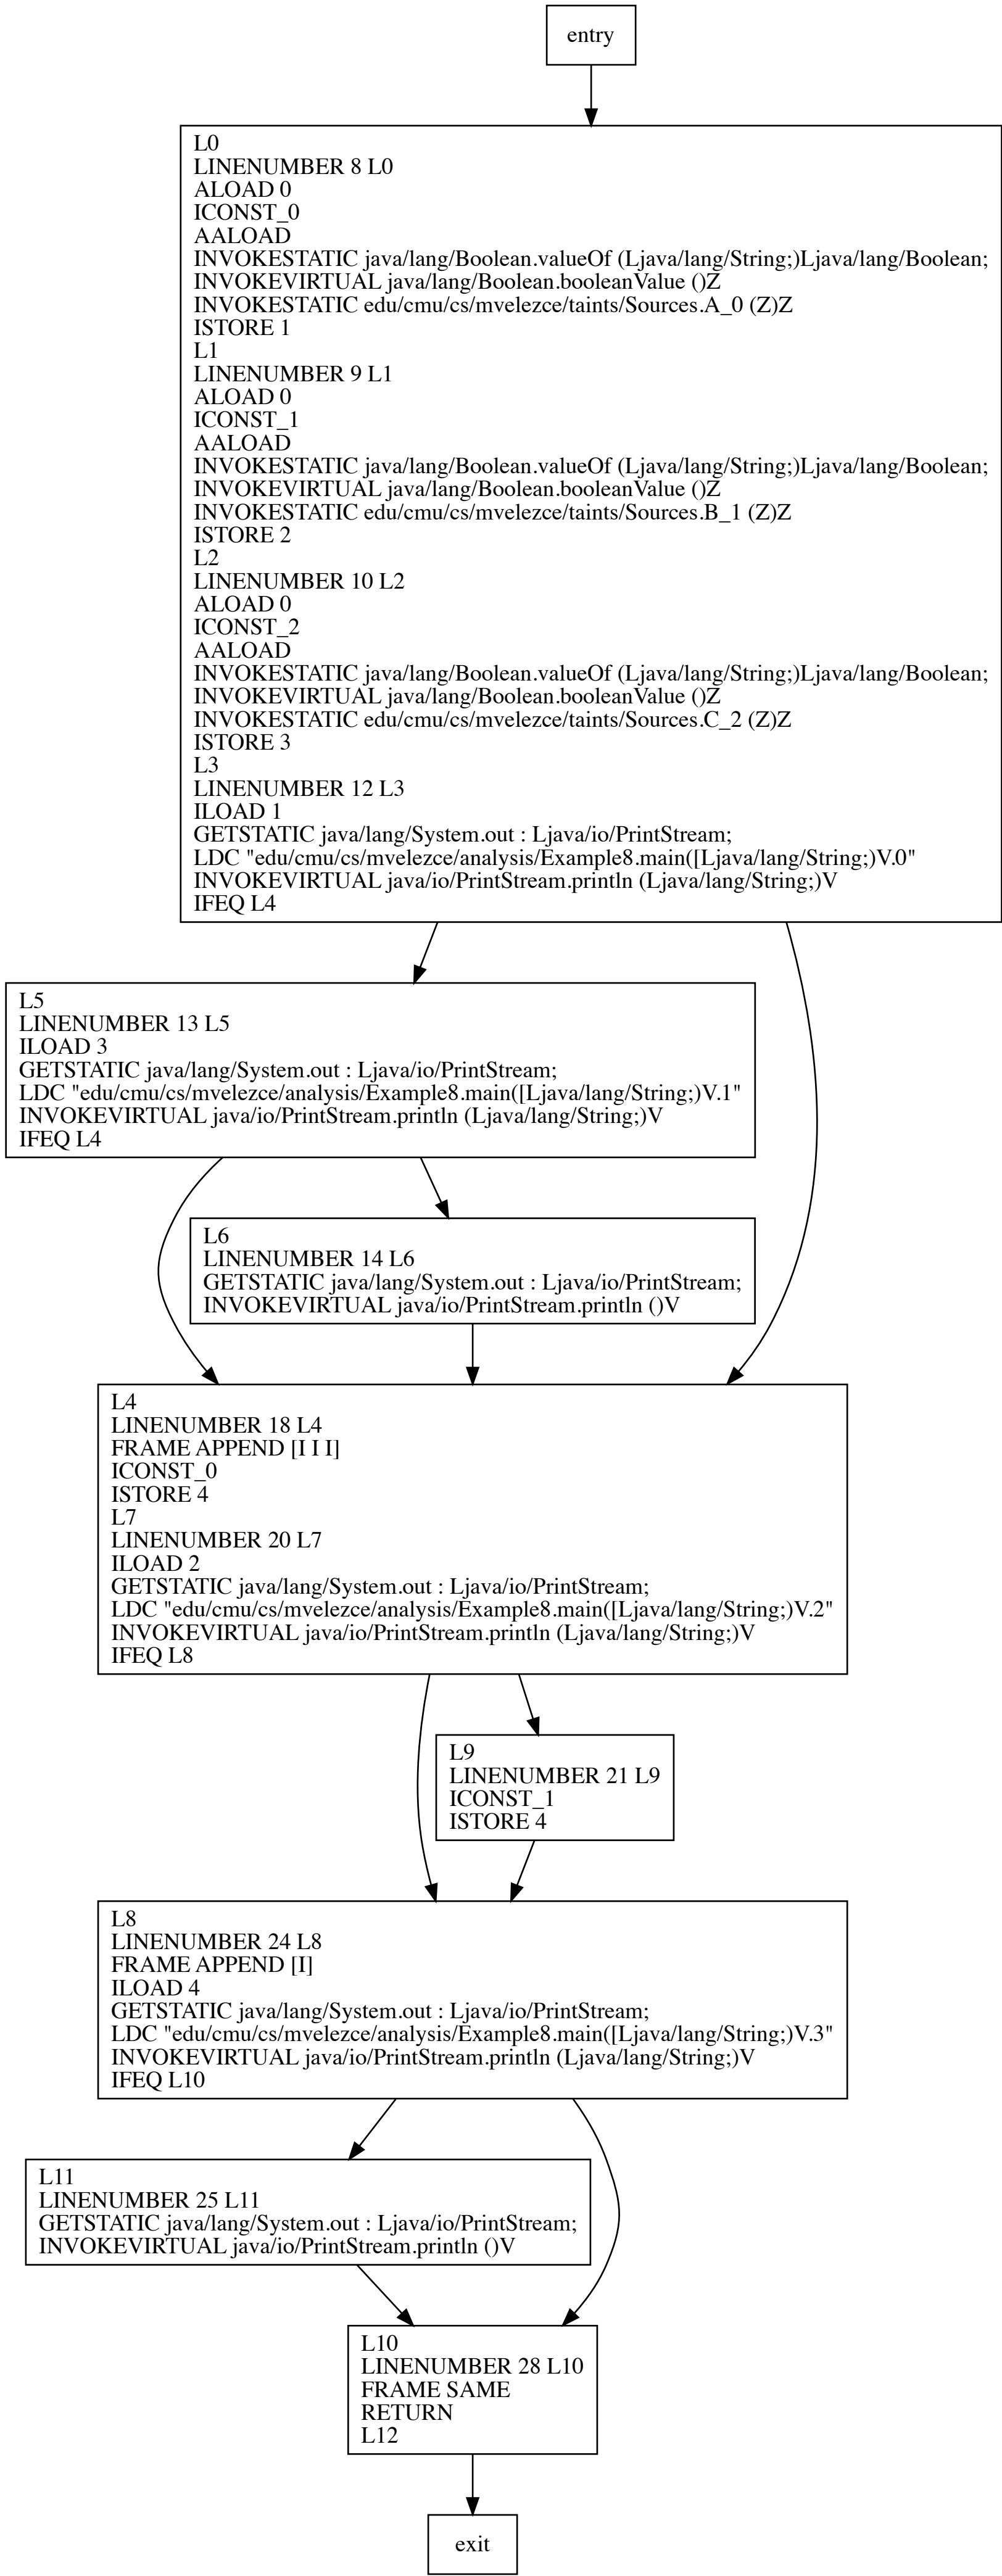 entry
L0
LINENUMBER 8 L0
ALOAD 0
ICONST_0
AALOAD
INVOKESTATIC java/lang/Boolean.valueOf (Ljava/lang/String;)Ljava/lang/Boolean;
INVOKEVIRTUAL java/lang/Boolean.booleanValue ()Z
INVOKESTATIC edu/cmu/cs/mvelezce/taints/Sources.A_0 (Z)Z
ISTORE 1
L1
LINENUMBER 9 L1
ALOAD 0
ICONST_1
AALOAD
INVOKESTATIC java/lang/Boolean.valueOf (Ljava/lang/String;)Ljava/lang/Boolean;
INVOKEVIRTUAL java/lang/Boolean.booleanValue ()Z
INVOKESTATIC edu/cmu/cs/mvelezce/taints/Sources.B_1 (Z)Z
ISTORE 2
L2
LINENUMBER 10 L2
ALOAD 0
ICONST_2
AALOAD
INVOKESTATIC java/lang/Boolean.valueOf (Ljava/lang/String;)Ljava/lang/Boolean;
INVOKEVIRTUAL java/lang/Boolean.booleanValue ()Z
INVOKESTATIC edu/cmu/cs/mvelezce/taints/Sources.C_2 (Z)Z
ISTORE 3
L3
LINENUMBER 12 L3
ILOAD 1
GETSTATIC java/lang/System.out : Ljava/io/PrintStream;
LDC "edu/cmu/cs/mvelezce/analysis/Example8.main([Ljava/lang/String;)V.0"
INVOKEVIRTUAL java/io/PrintStream.println (Ljava/lang/String;)V
IFEQ L4
L5
LINENUMBER 13 L5
ILOAD 3
GETSTATIC java/lang/System.out : Ljava/io/PrintStream;
LDC "edu/cmu/cs/mvelezce/analysis/Example8.main([Ljava/lang/String;)V.1"
INVOKEVIRTUAL java/io/PrintStream.println (Ljava/lang/String;)V
IFEQ L4
L6
LINENUMBER 14 L6
GETSTATIC java/lang/System.out : Ljava/io/PrintStream;
INVOKEVIRTUAL java/io/PrintStream.println ()V
L4
LINENUMBER 18 L4
FRAME APPEND [I I I]
ICONST_0
ISTORE 4
L7
LINENUMBER 20 L7
ILOAD 2
GETSTATIC java/lang/System.out : Ljava/io/PrintStream;
LDC "edu/cmu/cs/mvelezce/analysis/Example8.main([Ljava/lang/String;)V.2"
INVOKEVIRTUAL java/io/PrintStream.println (Ljava/lang/String;)V
IFEQ L8
L9
LINENUMBER 21 L9
ICONST_1
ISTORE 4
L8
LINENUMBER 24 L8
FRAME APPEND [I]
ILOAD 4
GETSTATIC java/lang/System.out : Ljava/io/PrintStream;
LDC "edu/cmu/cs/mvelezce/analysis/Example8.main([Ljava/lang/String;)V.3"
INVOKEVIRTUAL java/io/PrintStream.println (Ljava/lang/String;)V
IFEQ L10
L11
LINENUMBER 25 L11
GETSTATIC java/lang/System.out : Ljava/io/PrintStream;
INVOKEVIRTUAL java/io/PrintStream.println ()V
L10
LINENUMBER 28 L10
FRAME SAME
RETURN
L12
exit